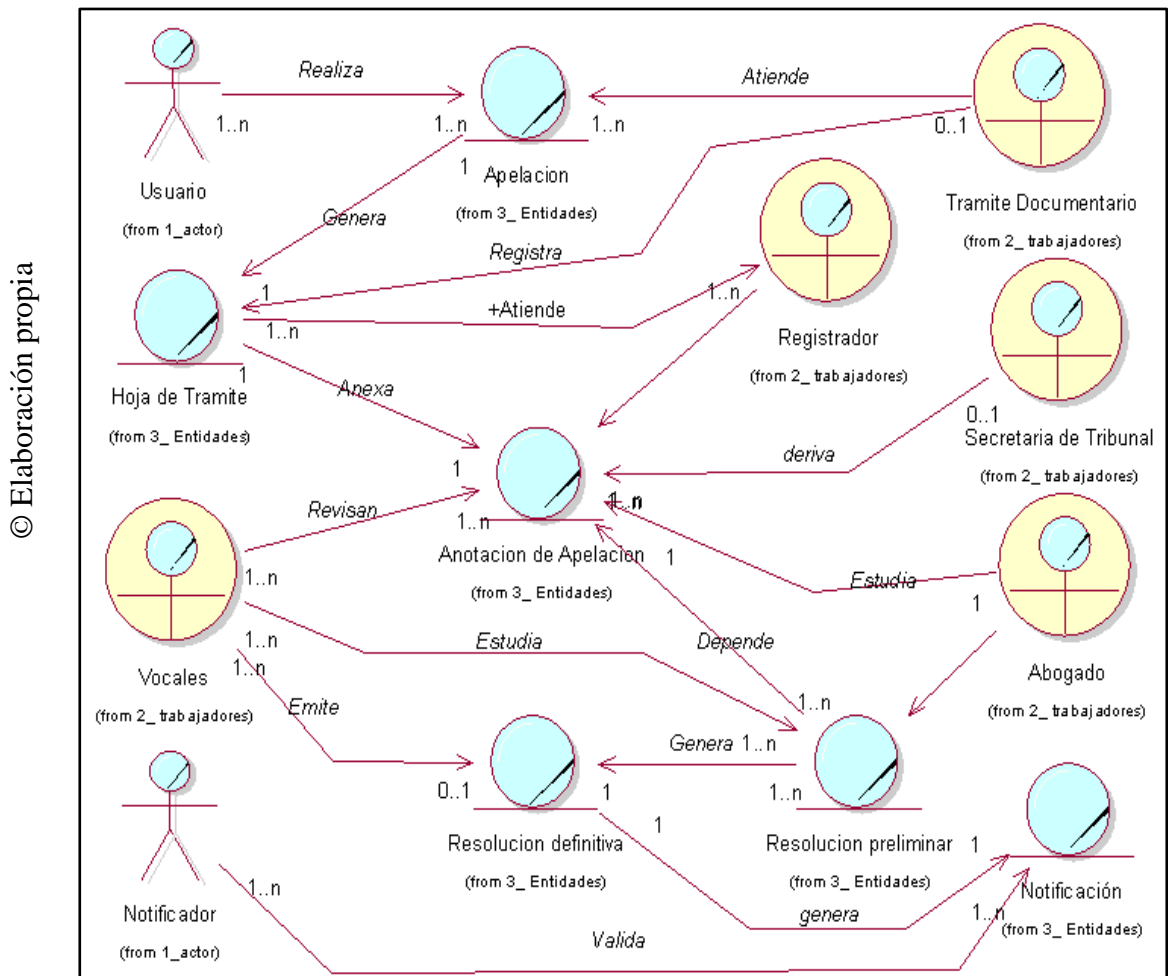 © Elaboración propia
Realiza
Atiende
1..n
1..n
1..n
0..1
Usuario
(from 1_actor)
1
Apelacion
(from 3_ Entidades)
Tramite Documentario
(from 2_ trabajadores)
Genera
Registra
1
1..n
+Atiende
1..n
Registrador
(from 2_ trabajadores)
Hoja de Tramite
(from 3_ Entidades)
1
Anexa
0..1
Secretaria de Tribunal
(from 2_ trabajadores)
deriva
1
Revisan
1..n
1..n
Anotacion de Apelacion
(from 3_ Entidades)
1
1..n
Estudia
1
1..n
Estudia
Depende
Abogado
(from 2_ trabajadores)
Vocales
(from 2_ trabajadores)
1..n
Emite
1..n
Genera
1..n
0..1
1
1..n
Resolucion definitiva
(from 3_ Entidades)
1
Resolucion preliminar
(from 3_ Entidades)
1
Notificación
(from 3_ Entidades)
Notificador
(from 1_actor)
1..n
genera
1..n
Valida